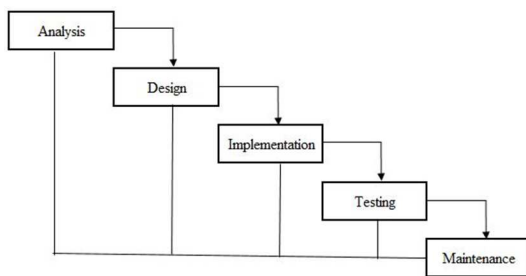 Analysis
Design
Implementation
Testing
Maintenance